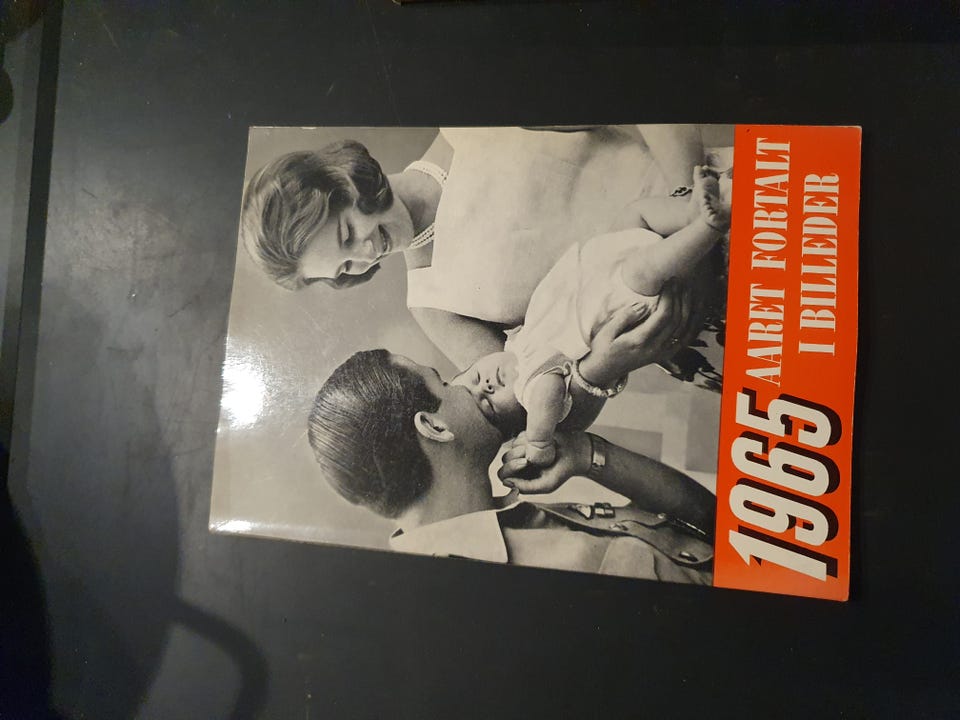 1965 AARET FORTALT
I BILLEDER